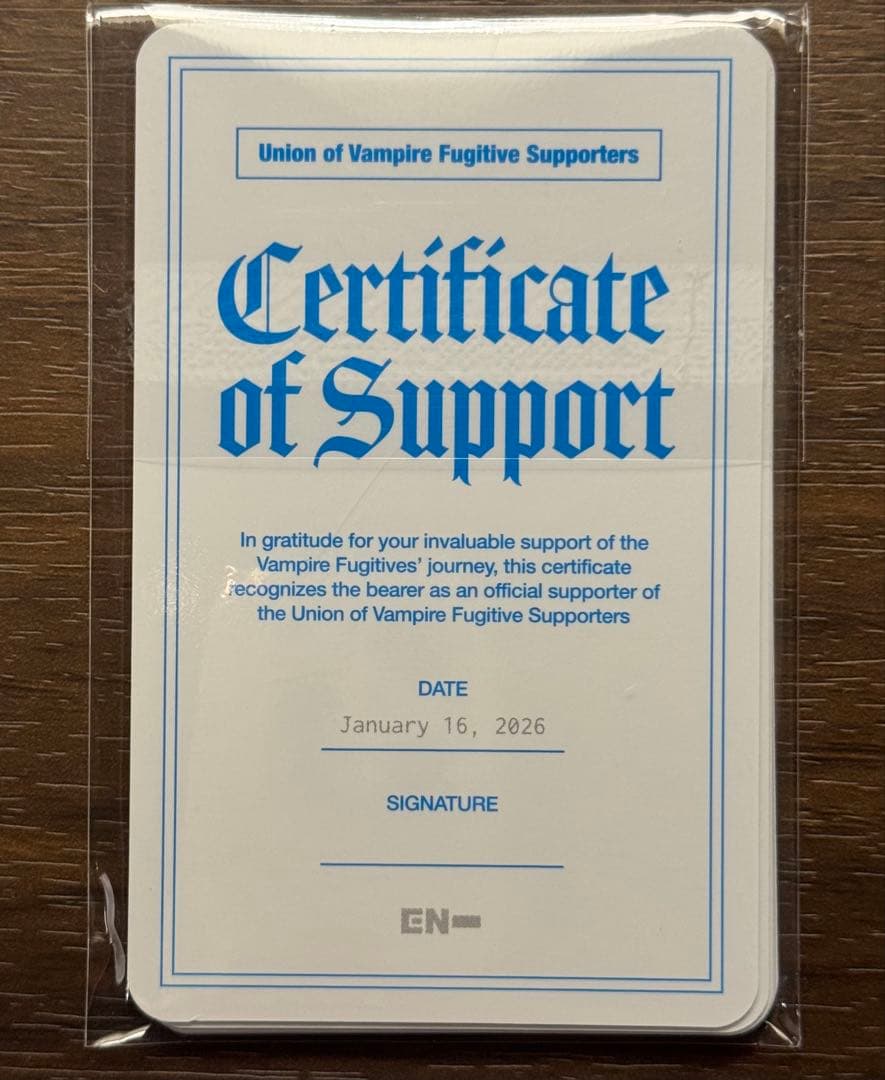 Union of Vampire Fugitive Supporters
Certificate
of Support
In gratitude for your invaluable support of the
Vampire Fugitives' journey, this certificate
recognizes the bearer as an official supporter of
the Union of Vampire Fugitive Supporters
DATE
January 16, 2026
SIGNATURE
EN-